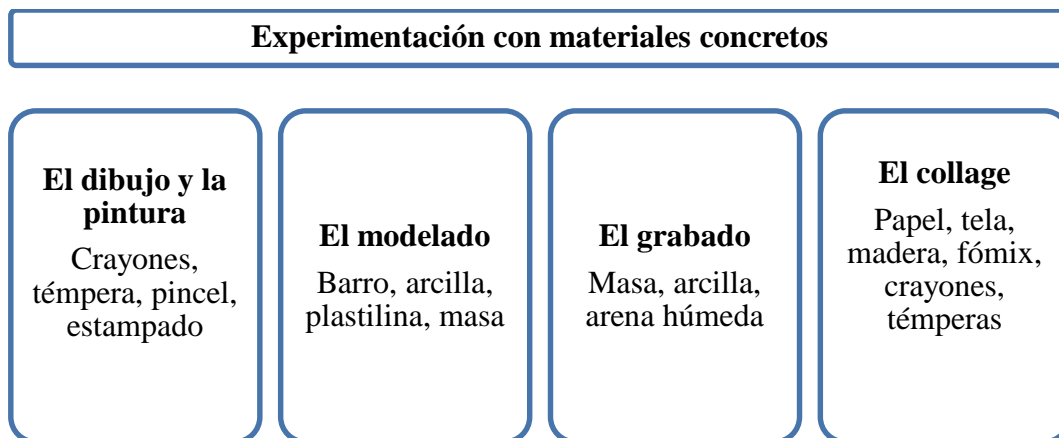 Experimentación con materiales concretos
El dibujo y la
pintura
Crayones,
témpera, pincel,
estampado
El modelado
Barro, arcilla,
plastilina, masa
El grabado
Masa, arcilla,
arena húmeda
El collage
Papel, tela,
madera, fómix,
crayones,
témperas